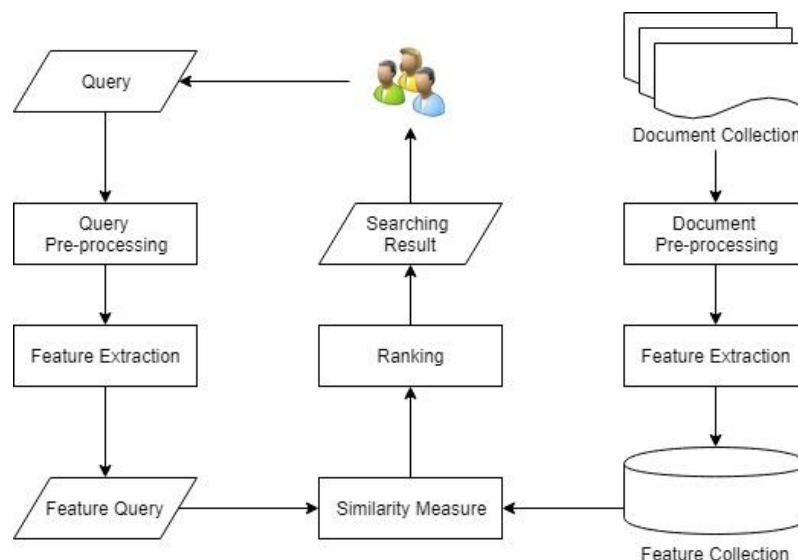 Query
Document Collection
Query
Pre-processing
Searching
Result
Document
Pre-processing
Feature Extraction
Ranking
Feature Extraction
Feature Query
Similarity Measure
Feature Collection